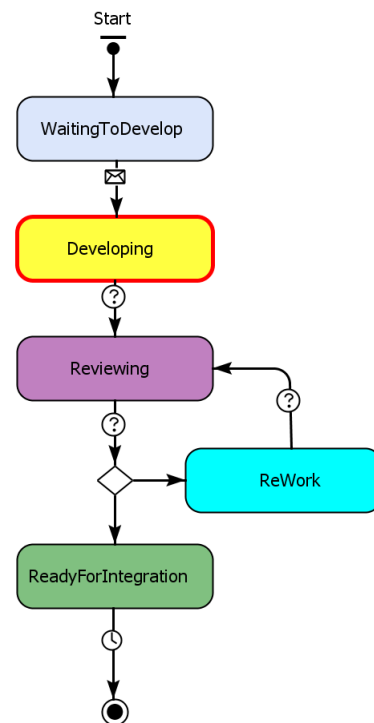 Start
WaitingToDevelop
Developing
?
Reviewing
?
?
ReWork
ReadyForIntegration